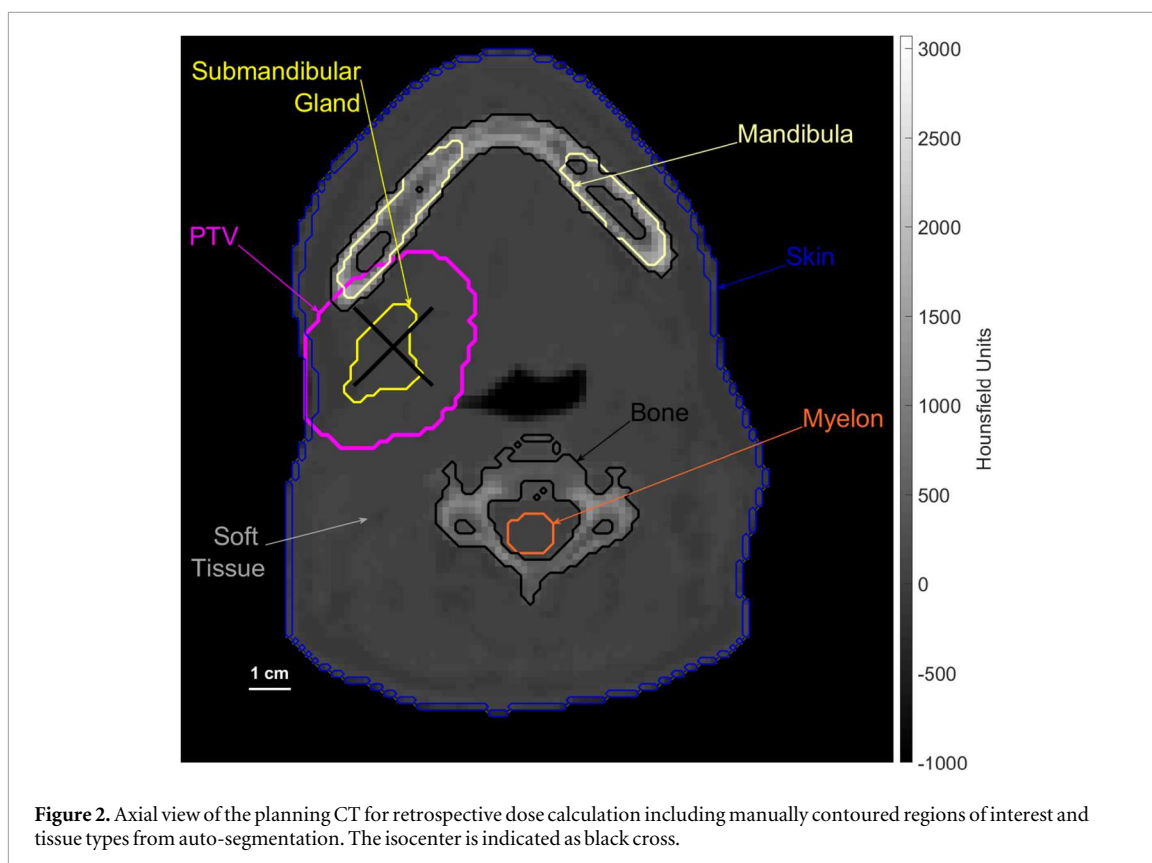 Submandibular
Gland
Mandibula
PTV
Skin
Bone
Myelon
Soft
Tissue
1 cm
3000
2500
2000
1500
1000
500
0
-500
-1000
Hounsfield Units
Figure 2. Axial view of the planning CT for retrospective dose calculation including manually contoured regions of interest and
tissue types from auto-segmentation. The isocenter is indicated as black cross.